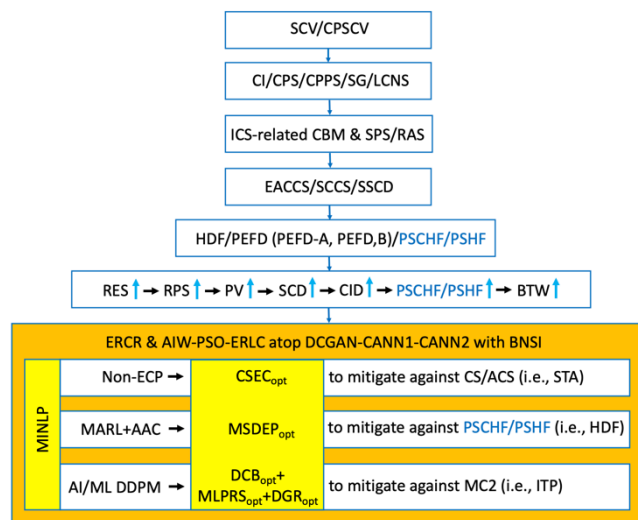 SCV/CPSCV
CI/CPS/CPPS/SG/LCNS
ICS-related CBM & SPS/RAS
EACCS/SCCS/SSCD
HDF/PEFD (PEFD-A, PEFD,B)/PSCHF/PSHF
RES↑→RPS↑→PV↑→SCD↑→CID↑→PSCHF/PSHF↑→BTW↑
ERCR & AIW-PSO-ERLC atop DCGAN-CANN1-CANN2 with BNSI
MINLP
Non-ECP→ CSECopt to mitigate against CS/ACS (i.e., STA)
MARL+AAC→ MSDEPopt to mitigate against PSCHF/PSHF (i.e., HDF)
AI/ML DDPM→ DCBopt+
MLPRSopt+DGRopt to mitigate against MC2 (i.e., ITP)